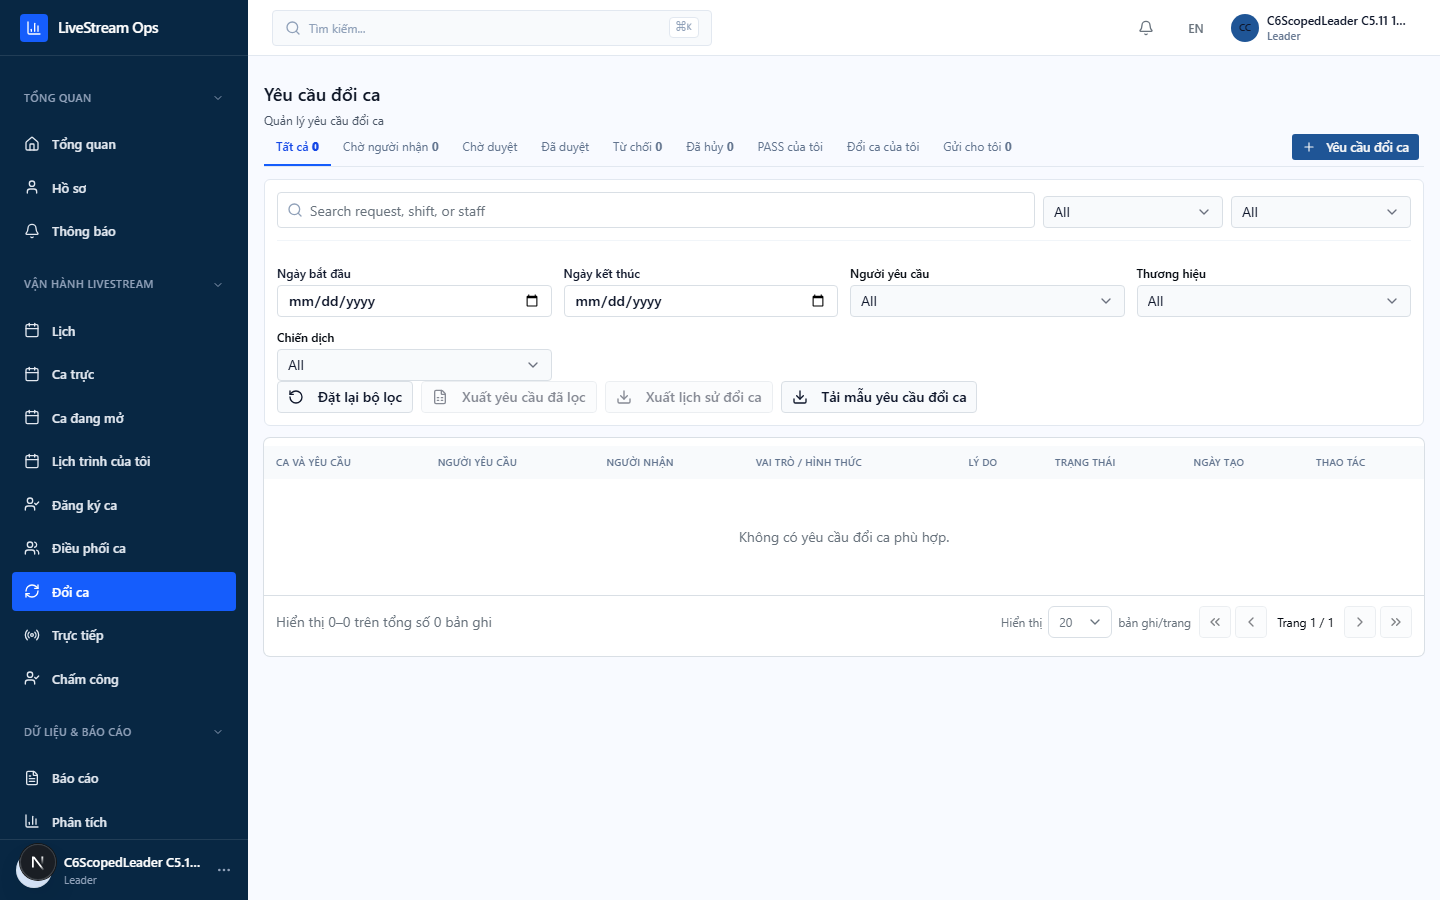 LiveStream Ops
Tìm kiếm...
⌘K
EN
CC
C6ScopedLeader C5.11 1...
Leader
TỔNG QUAN
Tổng quan
Hồ sơ
Thông báo
VẬN HÀNH LIVESTREAM
Lịch
Ca trực
Ca đang mở
Lịch trình của tôi
Đăng ký ca
Điều phối ca
Đổi ca
Trực tiếp
Chấm công
DỮ LIỆU & BÁO CÁO
Báo cáo
Phân tích
N
C6ScopedLeader C5.1...
Leader
Yêu cầu đổi ca
Quản lý yêu cầu đổi ca
Tất cả 0 Chờ người nhận 0 Chờ duyệt Đã duyệt Từ chối 0 Đã hủy 0 PASS của tôi Đổi ca của tôi Gửi cho tôi 0
Yêu cầu đổi ca
Search request, shift, or staff
All All
Ngày bắt đầu Ngày kết thúc Người yêu cầu Thương hiệu
mm/dd/yyyy mm/dd/yyyy All All
Chiến dịch
All
Đặt lại bộ lọc Xuất yêu cầu đã lọc Xuất lịch sử đổi ca Tải mẫu yêu cầu đổi ca
CA VÀ YÊU CẦU NGƯỜI YÊU CẦU NGƯỜI NHẬN VAI TRÒ / HÌNH THỨC LÝ DO TRẠNG THÁI NGÀY TẠO THAO TÁC
Không có yêu cầu đổi ca phù hợp.
Hiển thị 0–0 trên tổng số 0 bản ghi
Hiển thị 20 bản ghi/trang Trang 1 / 1